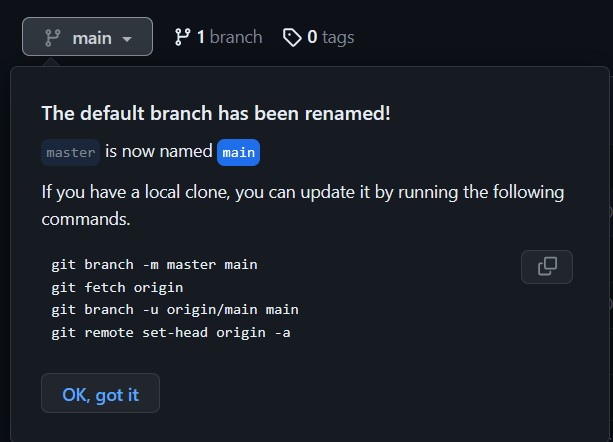 main
1 branch
0 tags
The default branch has been renamed!
master is now named main
If you have a local clone, you can update it by running the following
commands.
git branch -m master main
git fetch origin
git branch -u origin/main main
git remote set-head origin -a
OK, got it